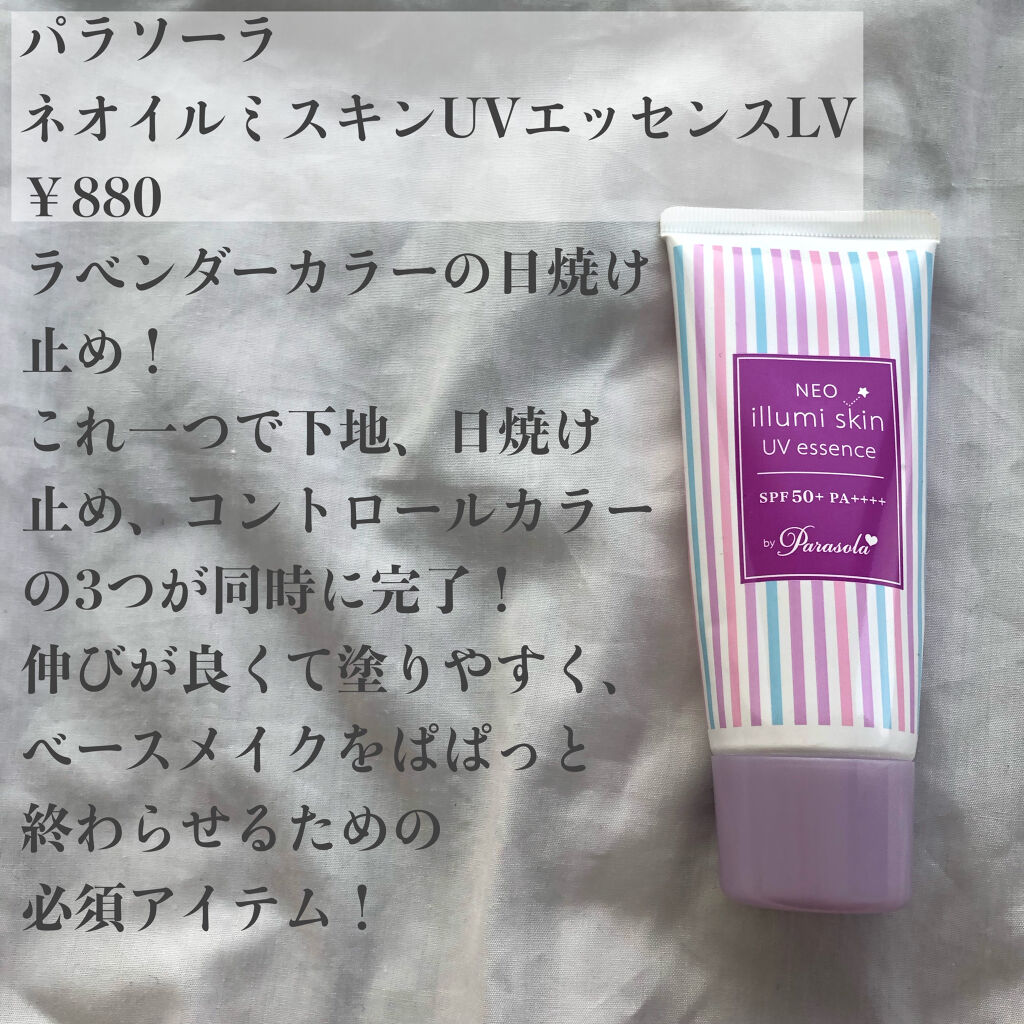 パラソーラ
ネオイルミスキンUVエッセンスLV
￥880
ラベンダーカラーの日焼け
止め！
これ一つで下地、日焼け
止め、コントロールカラー
の3つが同時に完了！
伸びが良くて塗りやすく、
ベースメイクをぱぱっと
終わらせるための
必須アイテム！
NEO
illumi skin
UV essence
SPF50+ PA++++
by Parasola